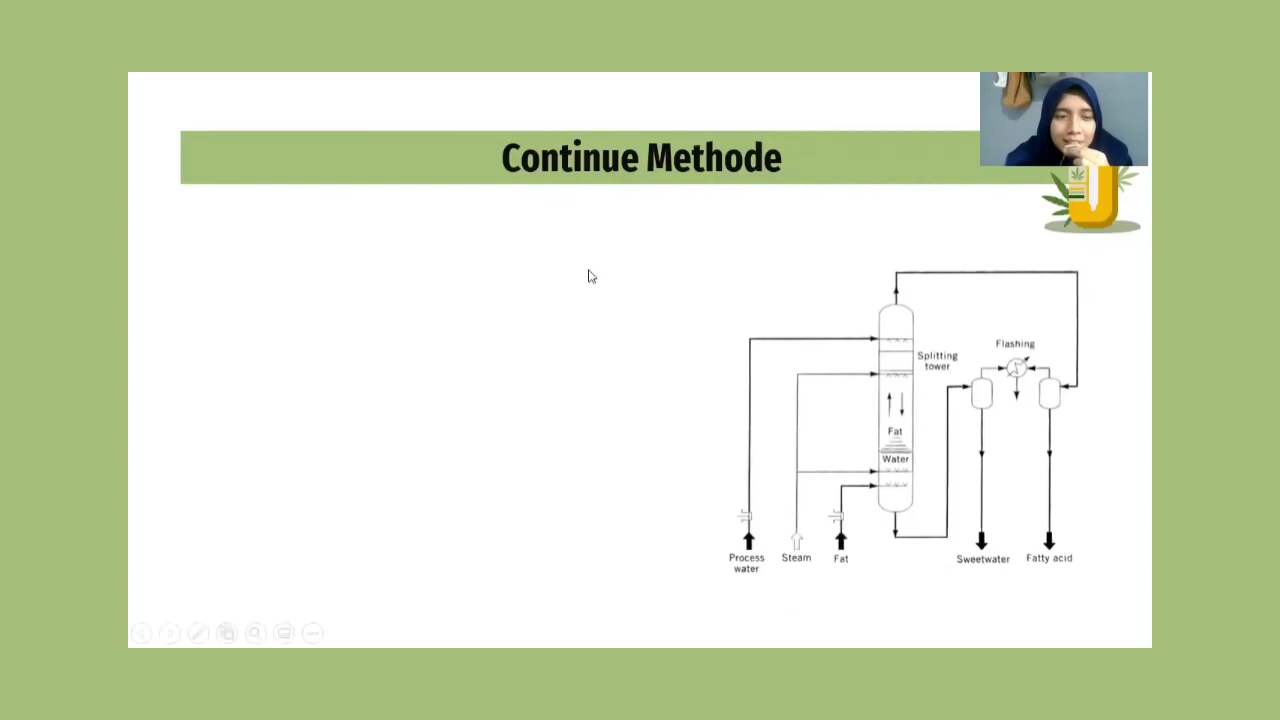 Continue Methode
Flashing
Splitting
tower
Fat
Water
Process
water
Steam
Fat
Sweetwater
Fatty acid